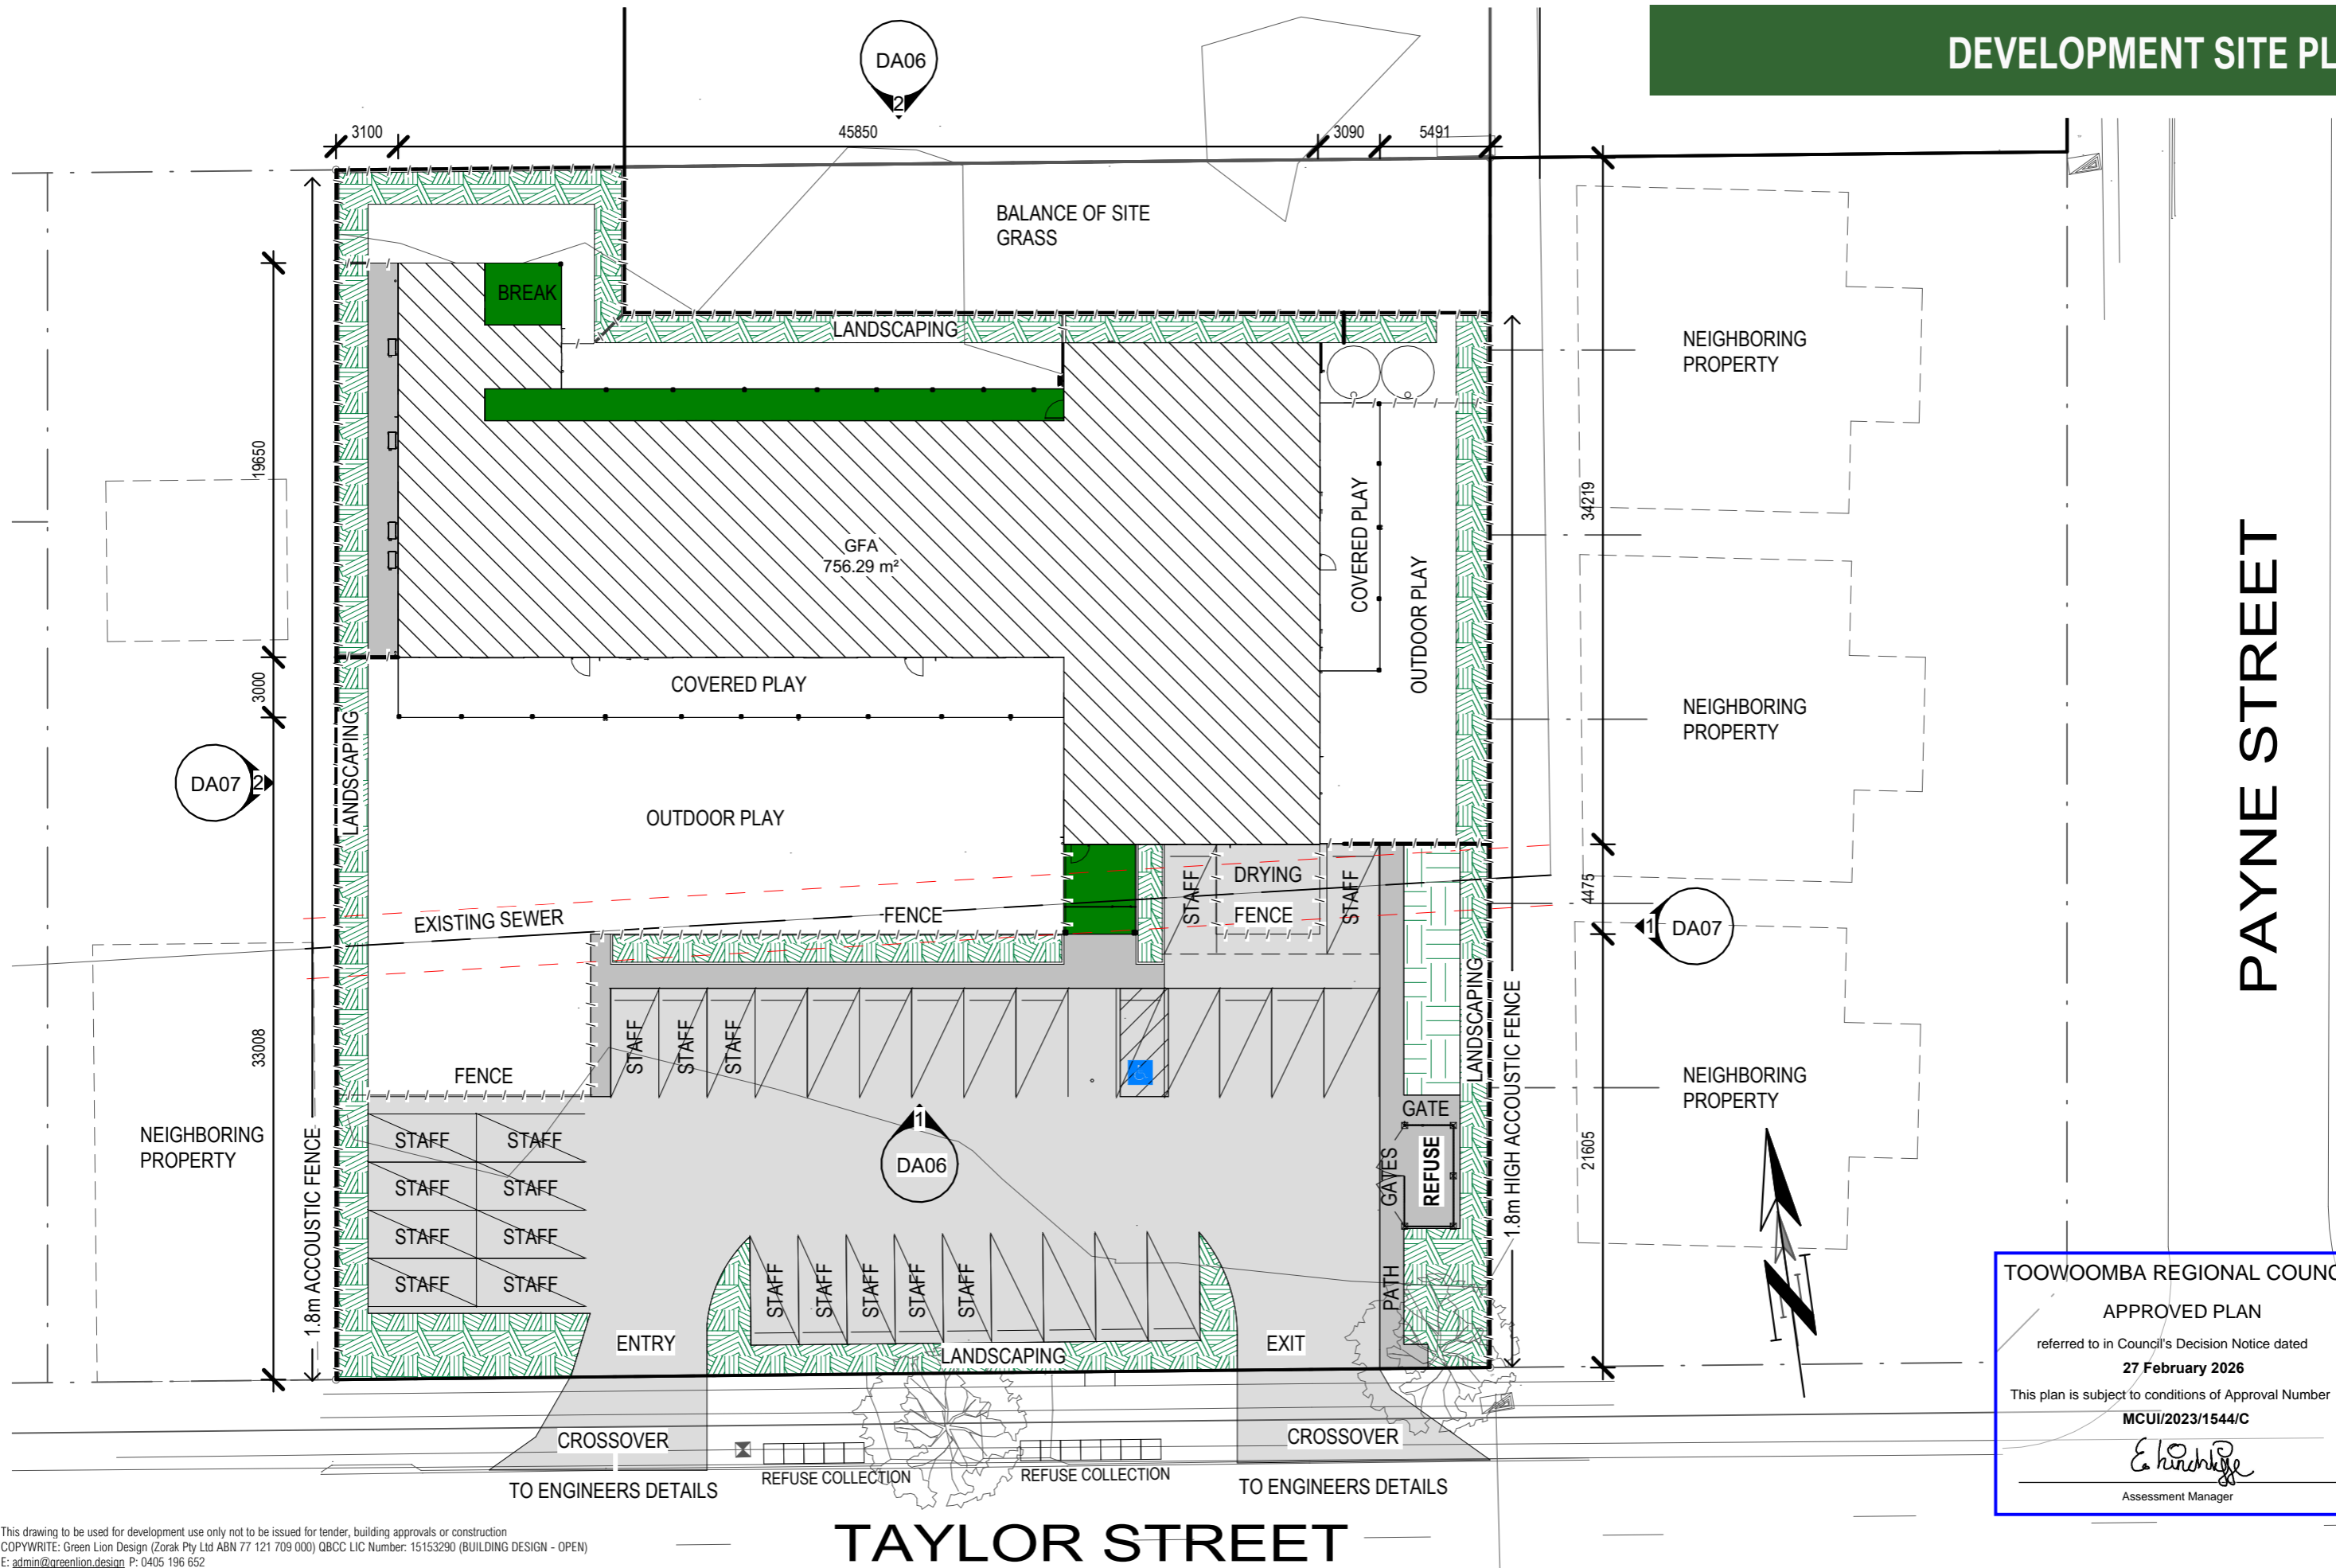 DEVELOPMENT SITE PL
DA06
2
3100
45850
3090
5491
BALANCE OF SITE
GRASS
BREAK
LANDSCAPING
NEIGHBORING
PROPERTY
19650
34219
GFA
756.29 m²
COVERED PLAY
OUTDOOR PLAY
COVERED PLAY
3000
LANDSCAPING
NEIGHBORING
PROPERTY
PAYNE STREET
DA07
2
OUTDOOR PLAY
EXISTING SEWER
FENCE
STAFF
DRYING
FENCE
STAFF
4475
1
DA07
33008
STAFF
STAFF
STAFF
LANDSCAPING
1.8m HIGH ACCOUSTIC FENCE
FENCE
NEIGHBORING
PROPERTY
GATE
NEIGHBORING
PROPERTY
1.8m ACCOUSTIC FENCE
STAFF
STAFF
STAFF
STAFF
STAFF
STAFF
STAFF
STAFF
1
DA06
GATES
REFUSE
21605
N
STAFF
STAFF
STAFF
STAFF
STAFF
PATH
ENTRY
LANDSCAPING
EXIT
CROSSOVER
REFUSE COLLECTION
REFUSE COLLECTION
CROSSOVER
TO ENGINEERS DETAILS
TO ENGINEERS DETAILS
TOOWOOMBA REGIONAL COUNC
APPROVED PLAN
referred to in Council's Decision Notice dated
27 February 2026
This plan is subject to conditions of Approval Number
MCUI/2023/1544/C
Assessment Manager
TAYLOR STREET
This drawing to be used for development use only not to be issued for tender, building approvals or construction
COPYWRITE: Green Lion Design (Zorak Pty Ltd ABN 77 121 709 000) QBCC LIC Number: 15153290 (BUILDING DESIGN - OPEN)
E: admin@greenlion.design P: 0405 196 652